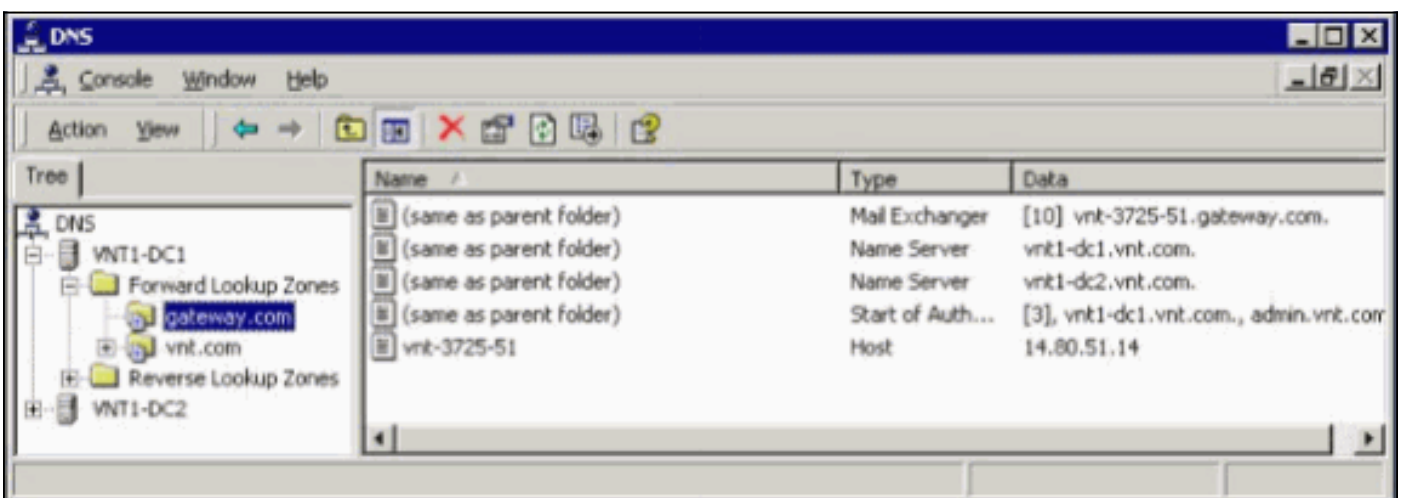 DNS
Console Window Help
Action View
Tree
DNS
VNT1-DC1
Forward Lookup Zones
gateway.com
vnt.com
Reverse Lookup Zones
VNT1-DC2
Name Type Data
(same as parent folder) Mail Exchanger [10] vnt-3725-51.gateway.com.
(same as parent folder) Name Server vnt1-dc1.vnt.com.
(same as parent folder) Name Server vnt1-dc2.vnt.com.
(same as parent folder) Start of Auth... [3], vnt1-dc1.vnt.com., admin.vnt.com
vnt-3725-51 Host 14.80.51.14